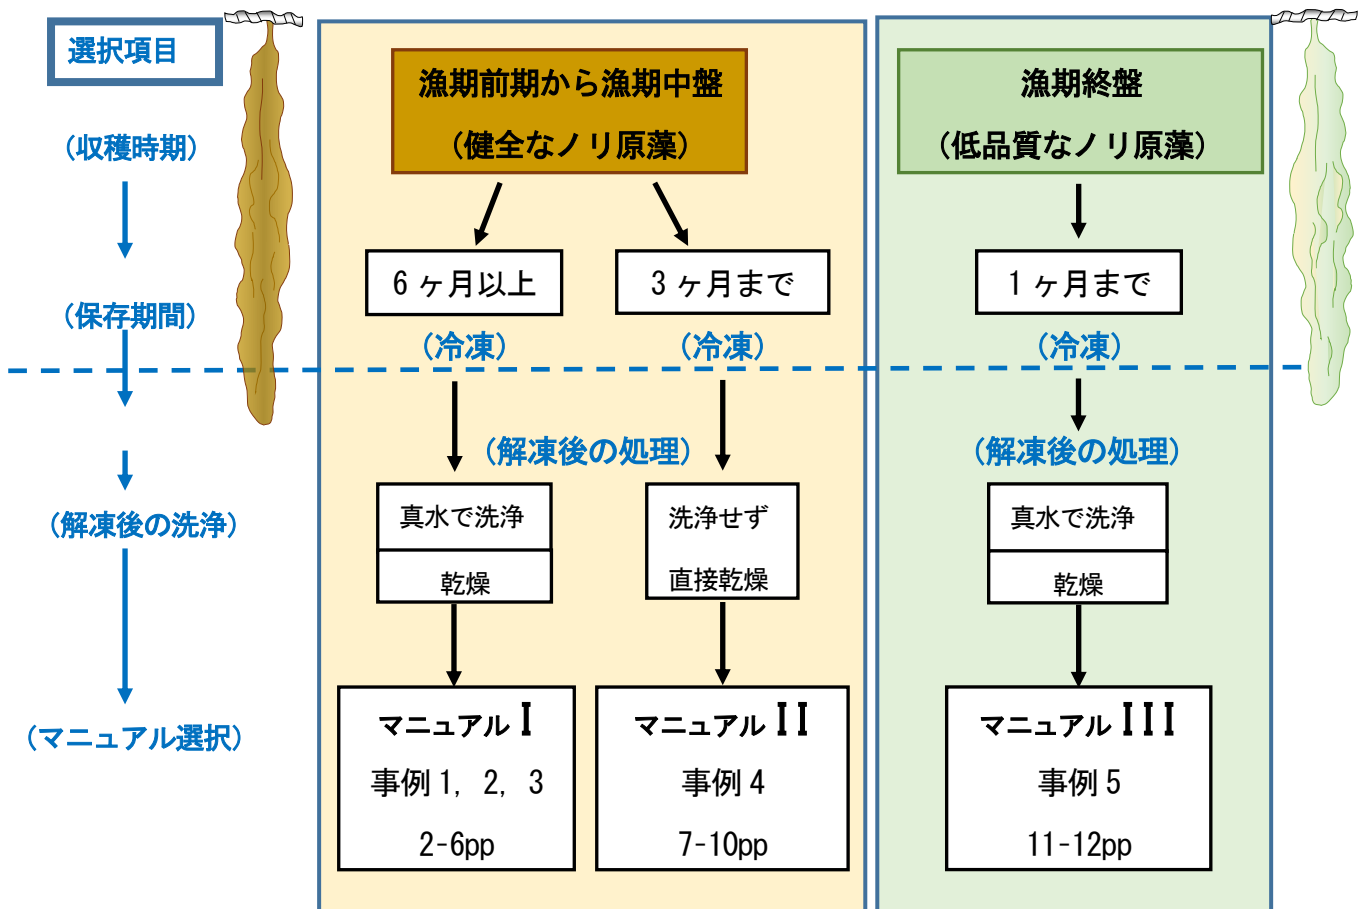 選択項目
（収穫時期）
（保存期間）
（解凍後の洗浄）
（マニュアル選択）
漁期前期から漁期中盤
（健全なノリ原藻）
6 ヶ月以上
（冷凍）
3 ヶ月まで
（冷凍）
（解凍後の処理）
真水で洗浄
乾燥
洗浄せず
直接乾燥
マニュアル I
事例 1, 2, 3
2-6pp
マニュアル II
事例 4
7-10pp
漁期終盤
（低品質なノリ原藻）
1 ヶ月まで
（冷凍）
（解凍後の処理）
真水で洗浄
乾燥
マニュアル III
事例 5
11-12pp